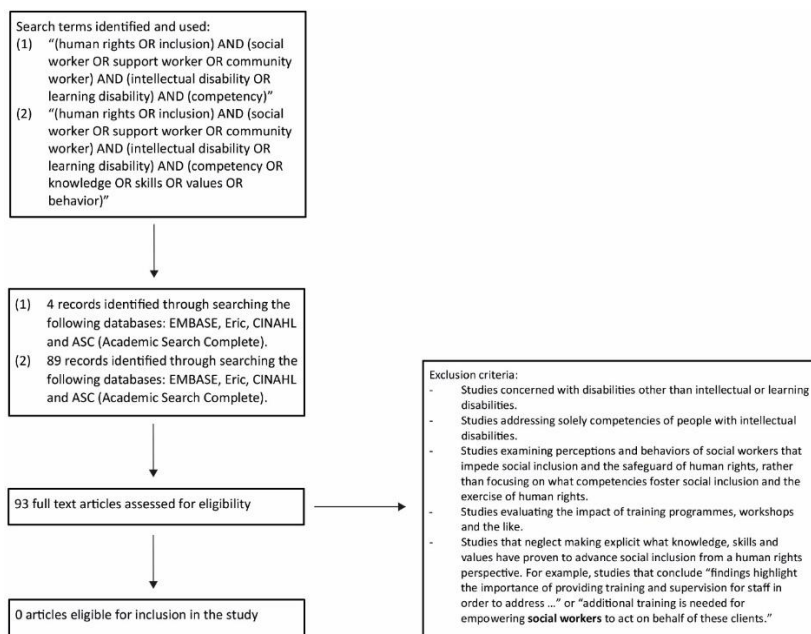 Search terms identified and used:
(1) “(human rights OR inclusion) AND (social
worker OR support worker OR community
worker) AND (intellectual disability OR
learning disability) AND (competency)”
(2) “(human rights OR inclusion) AND (social
worker OR support worker OR community
worker) AND (intellectual disability OR
learning disability) AND (competency OR
knowledge OR skills OR values OR
behavior)”
(1) 4 records identified through searching the
following databases: EMBASE, Eric, CINAHL
and ASC (Academic Search Complete).
(2) 89 records identified through searching the
following databases: EMBASE, Eric, CINAHL
and ASC (Academic Search Complete).
93 full text articles assessed for eligibility
Exclusion criteria:
- Studies concerned with disabilities other than intellectual or learning
disabilities.
- Studies addressing solely competencies of people with intellectual
disabilities.
- Studies examining perceptions and behaviors of social workers that
impede social inclusion and the safeguard of human rights, rather
than focusing on what competencies foster social inclusion and the
exercise of human rights.
- Studies evaluating the impact of training programmes, workshops
and the like.
- Studies that neglect making explicit what knowledge, skills and
values have proven to advance social inclusion from a human rights
perspective. For example, studies that conclude “findings highlight
the importance of providing training and supervision for staff in
order to address ...” or “additional training is needed for
empowering social workers to act on behalf of these clients.”
0 articles eligible for inclusion in the study